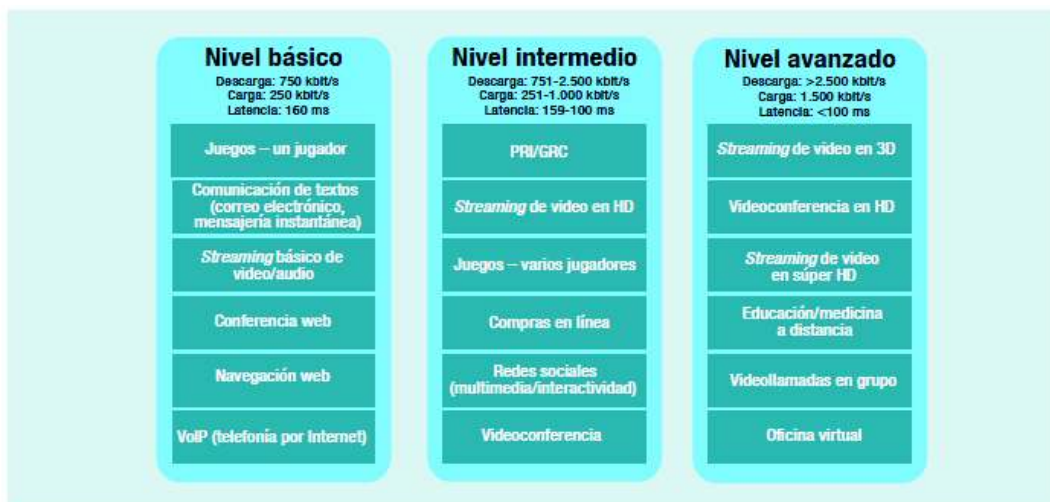 Nivel básico
Descarga: 750 kbit/s
Carga: 250 kbit/s
Latencia: 160 ms
Juegos – un jugador
Comunicación de textos
(correo electrónico,
mensajería instantánea)
Streaming básico de
video/audio
Conferencia web
Navegación web
VoIP (telefonía por Internet)
Nivel intermedio
Descarga: 751-2.500 kbit/s
Carga: 251-1.000 kbit/s
Latencia: 159-100 ms
PRI/GRC
Streaming de video en HD
Juegos – varios jugadores
Compras en línea
Redes sociales
(multimedia/interactividad)
Videoconferencia
Nivel avanzado
Descarga: >2.500 kbit/s
Carga: 1.500 kbit/s
Latencia: <100 ms
Streaming de video en 3D
Videoconferencia en HD
Streaming de video
en súper HD
Educación/medicina
a distancia
Videollamadas en grupo
Oficina virtual